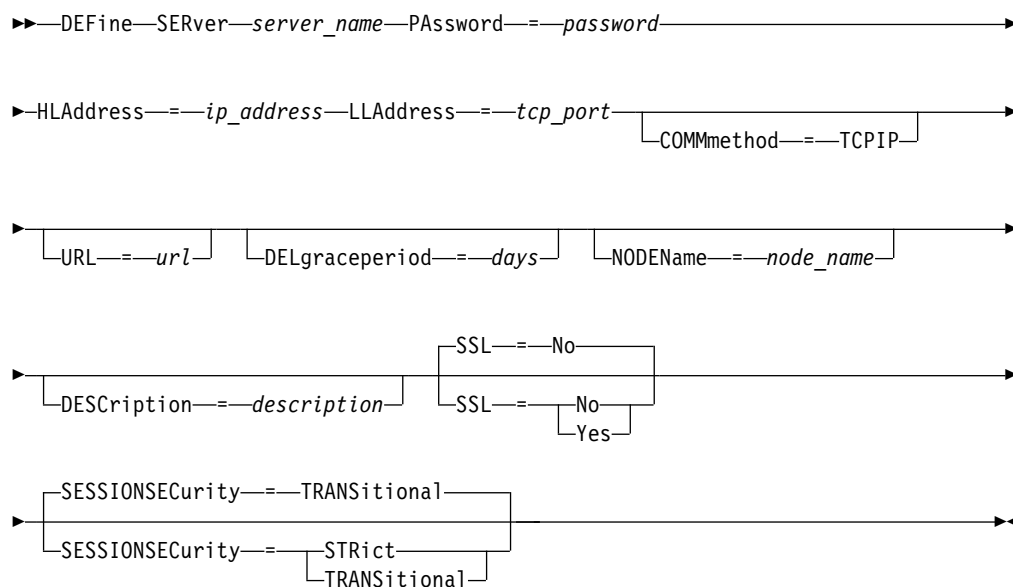 DEFine SERver server_name PAssword = password
HLAddress = ip_address LLAddress = tcp_port
COMMmethod = TCPIP
URL = url DELgraceperiod = days NODEName = node_name
SSL = No
DESCription = description SSL = No
Yes
SESSIONSECurity = TRANSitional
SESSIONSECurity = STRict
TRANSitional